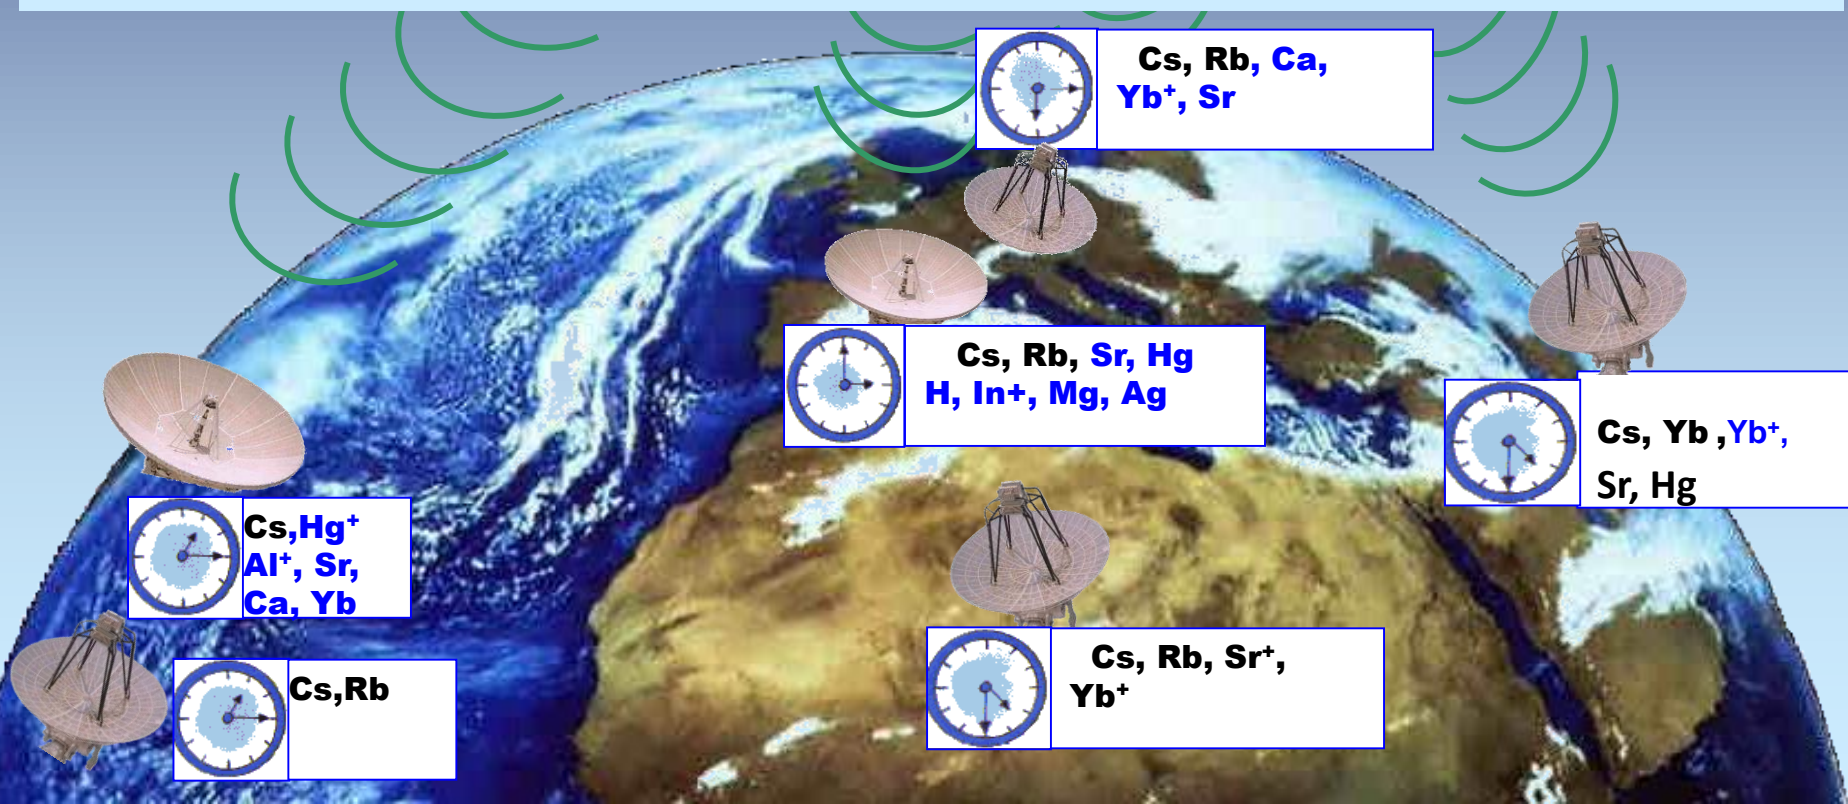 Cs, Rb, Ca,
Yb⁺, Sr
Cs, Rb, Sr, Hg
H, In+, Mg, Ag
Cs, Yb ,Yb⁺,
Sr, Hg
Cs,Hg⁺
Al⁺, Sr,
Ca, Yb
Cs,Rb
Cs, Rb, Sr⁺,
Yb⁺